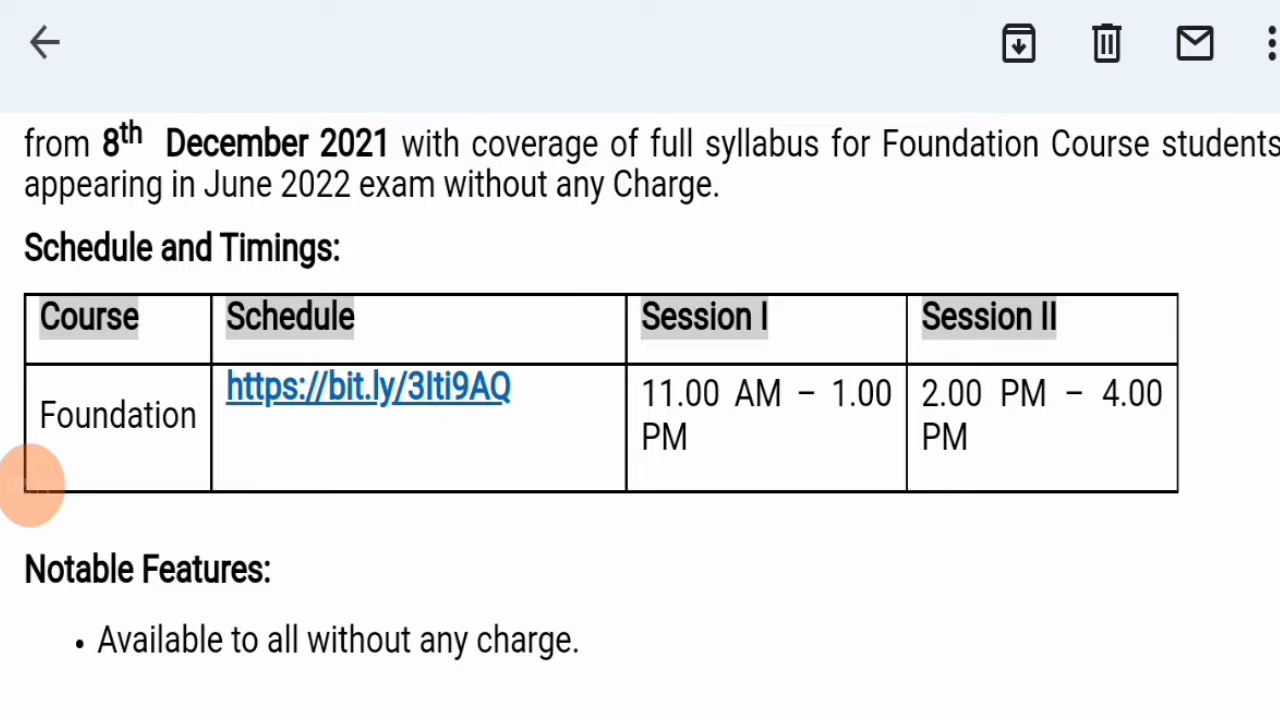 from 8th December 2021 with coverage of full syllabus for Foundation Course students
appearing in June 2022 exam without any Charge.
Schedule and Timings:
Course Schedule Session I Session II
Foundation https://bit.ly/3Iti9AQ 11.00 AM – 1.00 PM 2.00 PM – 4.00 PM
Notable Features:
• Available to all without any charge.